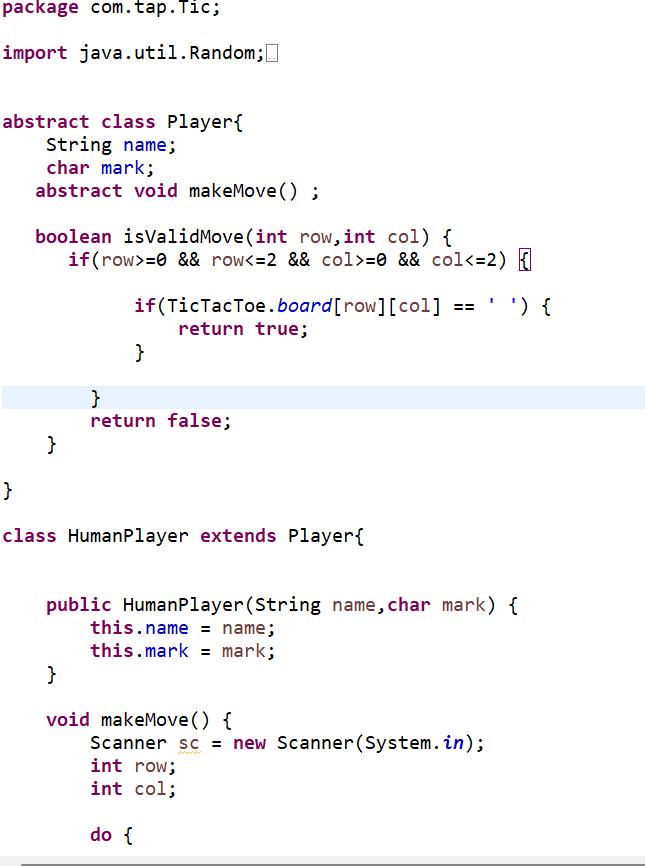 package com.tap.Tic;
import java.util.Random;
abstract class Player{
String name;
char mark;
abstract void makeMove() ;
boolean isValidMove(int row,int col) {
if(row>=0 && row<=2 && col>=0 && col<=2) {
if(TicTacToe.board[row][col] == ' ') {
return true;
}
}
return false;
}
}
class HumanPlayer extends Player{
public HumanPlayer(String name,char mark) {
this.name = name;
this.mark = mark;
}
void makeMove() {
Scanner sc = new Scanner(System.in);
int row;
int col;
do {